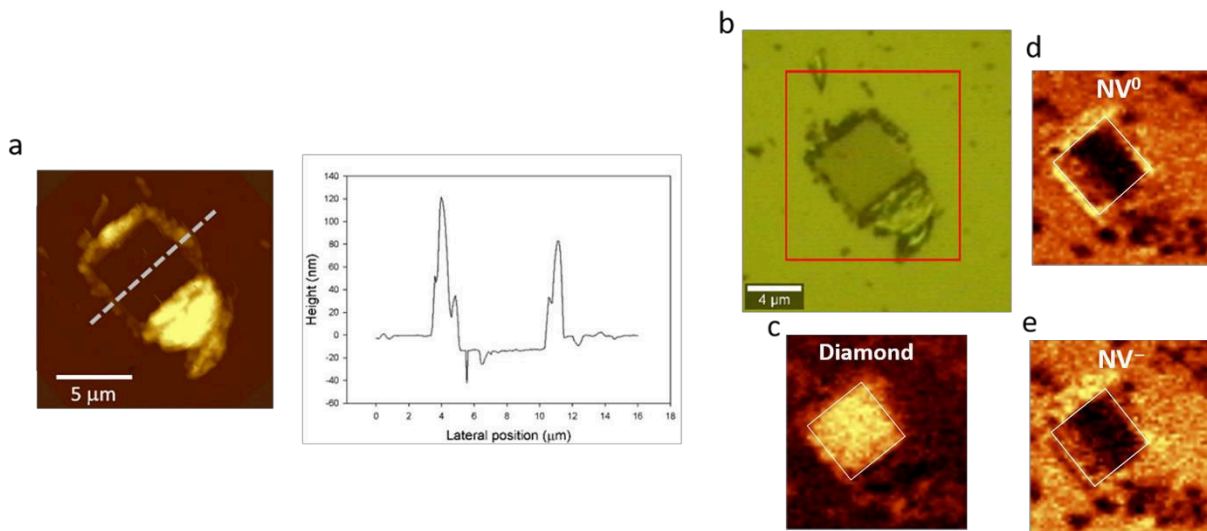 a
5 μm
Height (nm)
140
120
100
80
60
40
20
0
-20
-40
-60
0 2 4 6 8 10 12 14 16 18
Lateral position (μm)
b
4 μm
c
Diamond
d
NV⁰
e
NV⁻